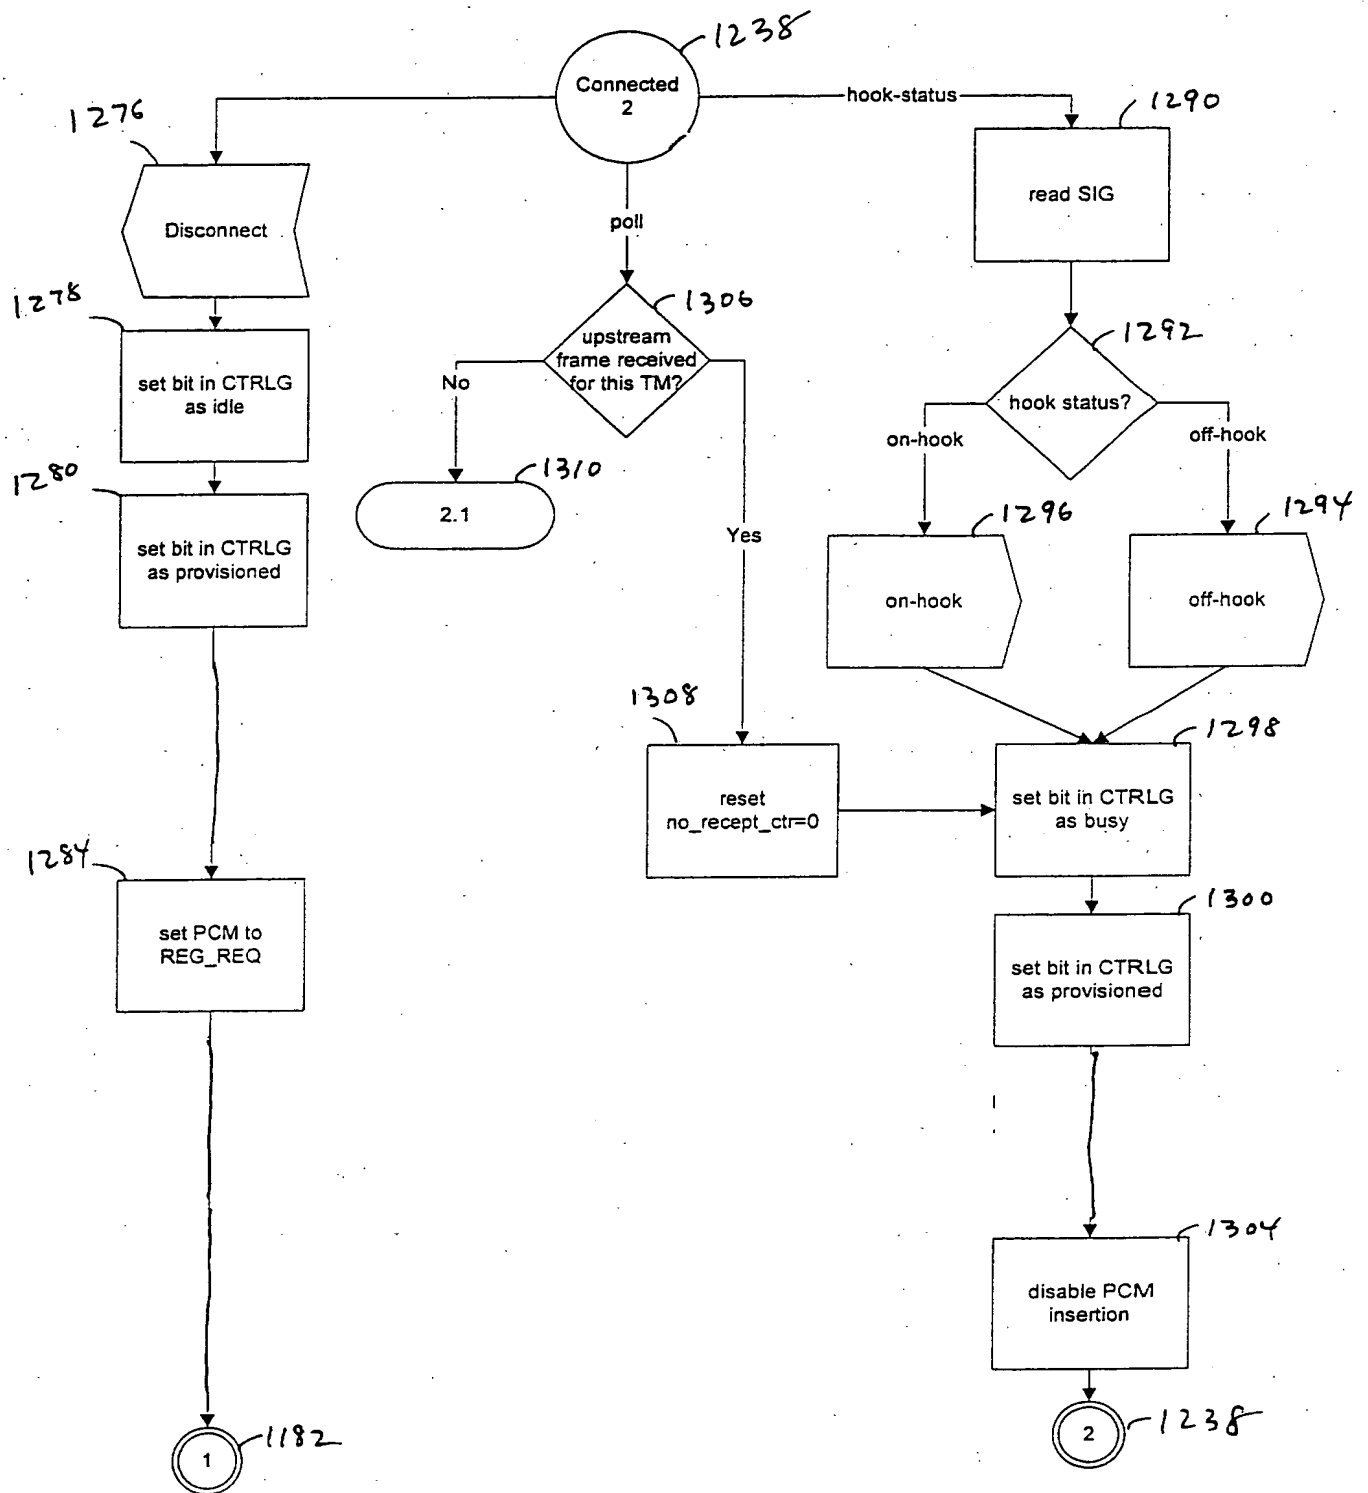 1238
Connected
2
hook-status
1276
1290
Disconnect
read SIG
poll
1278
1306
1292
set bit in CTRLG
as idle
upstream
frame received
for this TM?
No
hook status?
on-hook
off-hook
1280
1310
2.1
Yes
1296
1294
set bit in CTRLG
as provisioned
on-hook
off-hook
1308
1298
reset
no_recept_ctr=0
set bit in CTRLG
as busy
1284
1300
set PCM to
REG_REQ
set bit in CTRLG
as provisioned
1304
disable PCM
insertion
1182
1
1238
2